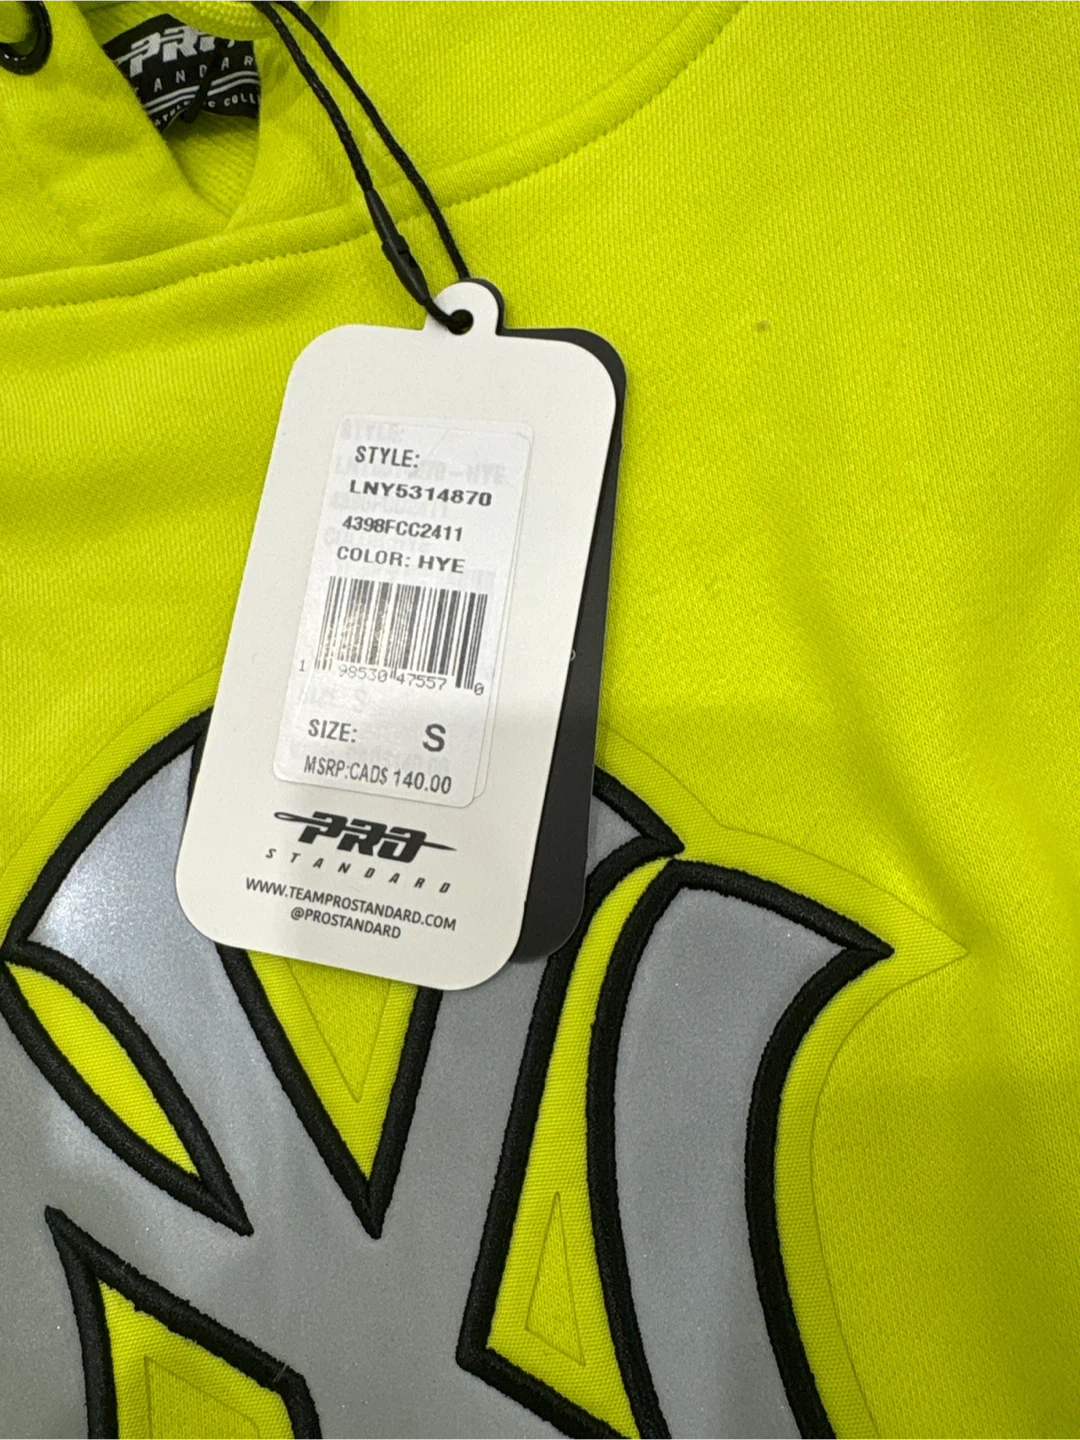 PRO
STYLE:
LNY5314870
4398FCC2411
COLOR: HYE
1 98530 47557 0
SIZE: S
MSRP:CAD$ 140.00
PRO
STANDARD
WWW.TEAMPROSTANDARD.COM
@PROSTANDARD